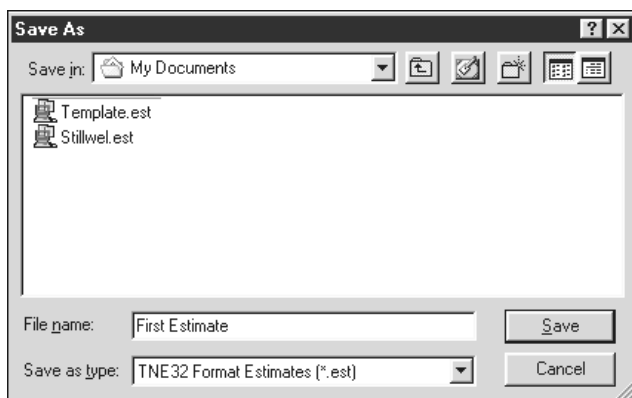 Save As
Save in: My Documents
Template.est
Stillwel.est
File name: First Estimate Save
Save as type: TNE32 Format Estimates (*.est) Cancel